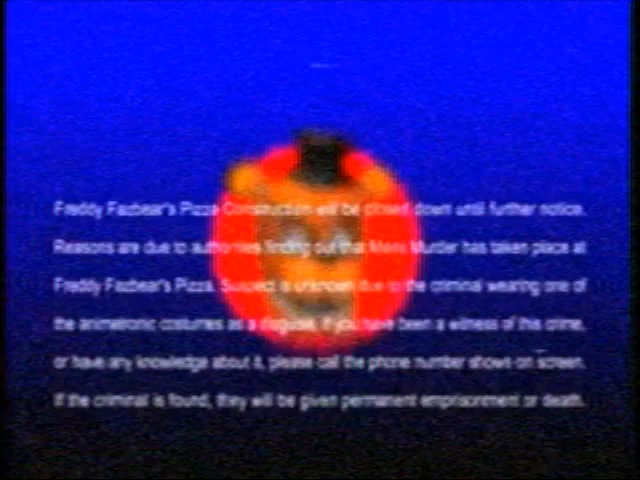 Freddy Fazbear's Pizza Construction will be closed down until further notice.
Reasons are due to authorities finding out that Mass Murder has taken place at
Freddy Fazbear's Pizza. Suspect is unknown due to the criminal wearing one of
the animatronic costumes as a disguise. If you have been a witness of this crime,
or have any knowledge about it, please call the phone number shown on screen.
If the criminal is found, they will be given permanent emprisonment or death.